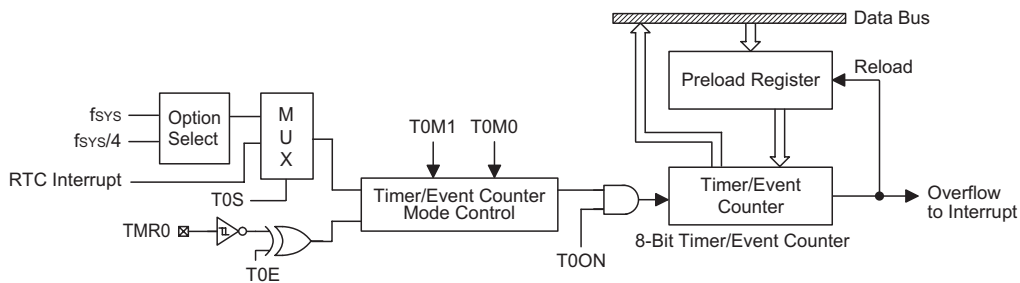 Data Bus
Preload Register
Reload
fSYS
fSYS/4
Option
Select
M
U
X
RTC Interrupt
T0S
T0M1
T0M0
Timer/Event Counter
Mode Control
TMR0
T0E
T0ON
Timer/Event
Counter
8-Bit Timer/Event Counter
Overflow
to Interrupt